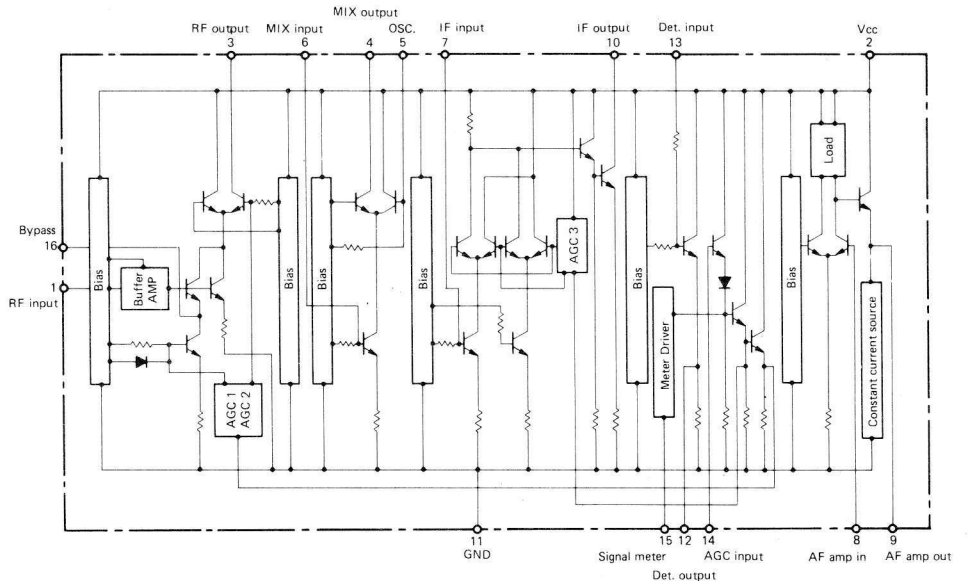 MIX output
RF output MIX input OSC. IF input IF output Det. input Vcc
3 6 4 5 7 10 13 2
Bypass
16
1
RF input
Bias
Buffer
AMP
AGC 1
AGC 2
Bias
Bias
Bias
AGC 3
Bias
Meter Driver
Bias
Load
Constant current source
11
GND
15 12 14 8 9
Signal meter AGC input AF amp in AF amp out
Det. output